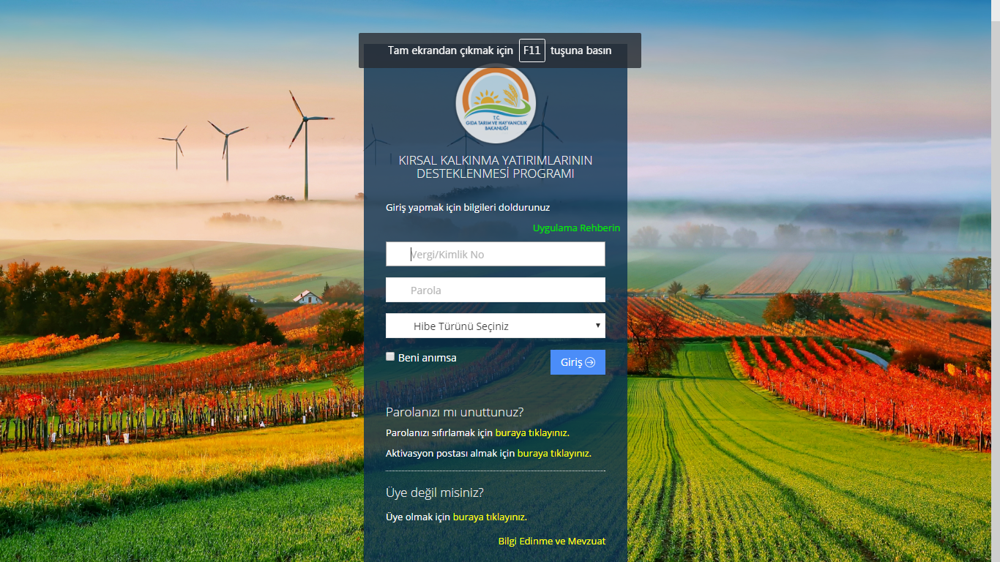 Tam ekrandan çıkmak için F11 tuşuna basın
T.C.
GIDA TARIM VE HAYVANCILIK
BAKANLIĞI
KIRSAL KALKINMA YATIRIMLARININ
DESTEKLENMESİ PROGRAMI
Giriş yapmak için bilgileri doldurunuz
Uygulama Rehberin
Vergi/Kimlik No
Parola
Hibe Türünü Seçiniz
Beni anımsa
Giriş
Parolanızı mı unuttunuz?
Parolanızı sıfırlamak için buraya tıklayınız.
Aktivasyon postası almak için buraya tıklayınız.
Üye değil misiniz?
Üye olmak için buraya tıklayınız.
Bilgi Edinme ve Mevzuat